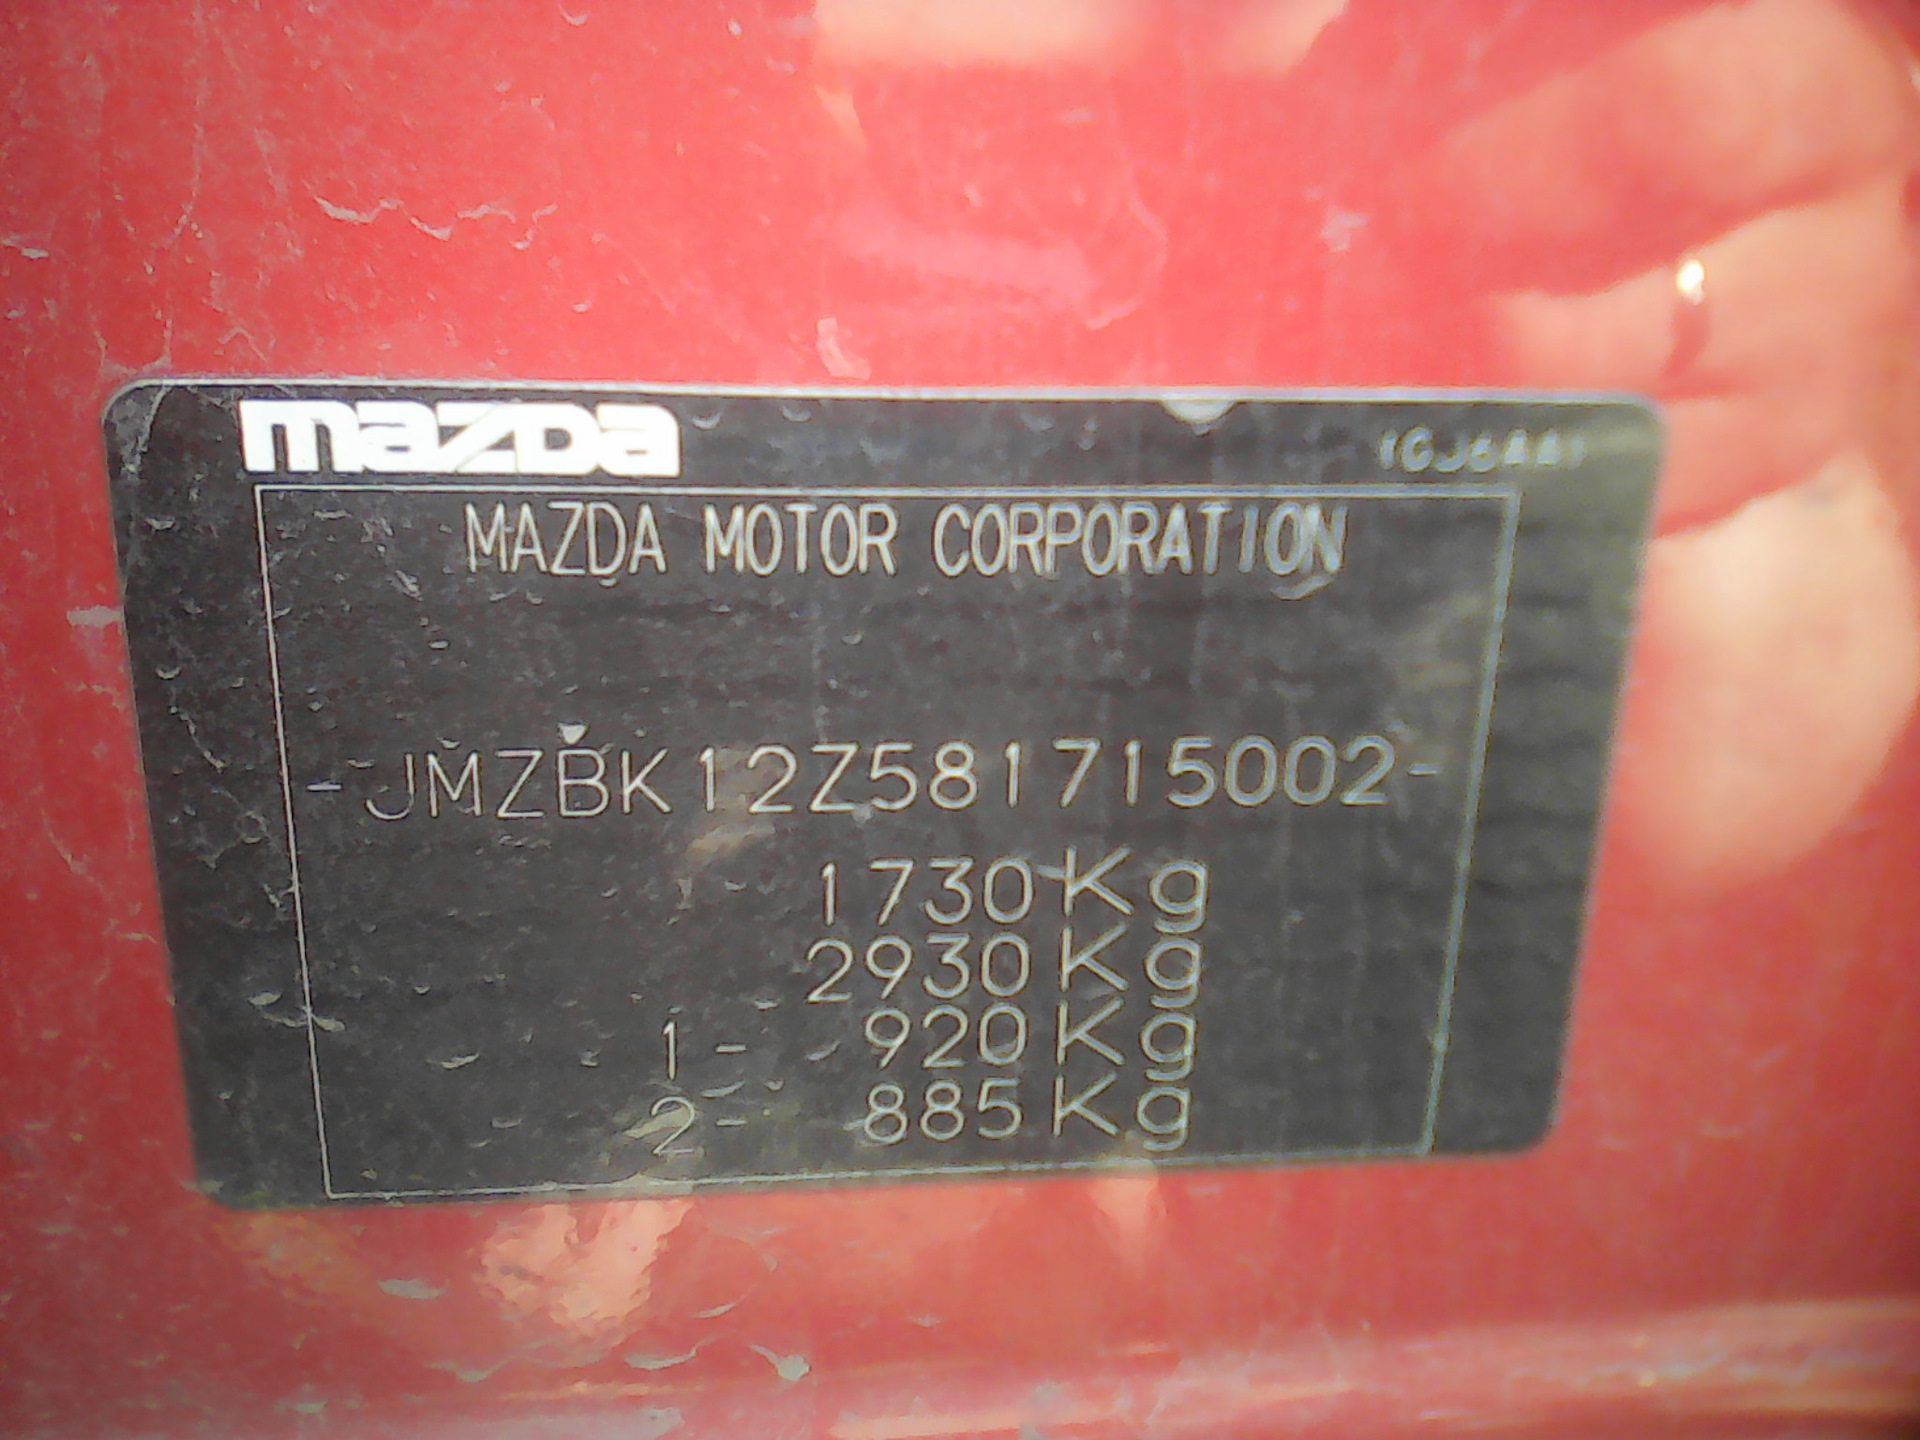 mazda
MAZDA MOTOR CORPORATION
-JMZBK12Z581715002-
1730Kg
2930Kg
1- 920Kg
2- 885Kg